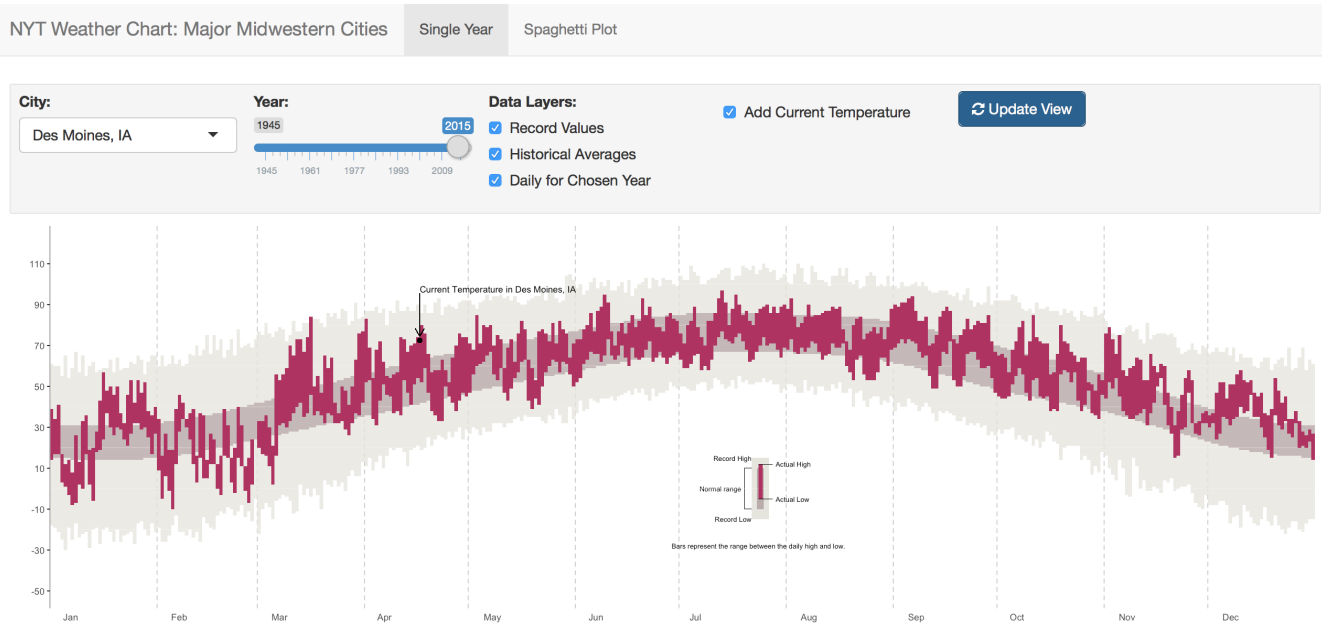 NYT Weather Chart: Major Midwestern Cities
Single Year
Spaghetti Plot
City:
Des Moines, IA
Year:
1945
2015
1945 1961 1977 1993 2009
Data Layers:
Record Values
Historical Averages
Daily for Chosen Year
Add Current Temperature
Update View
110
90
70
50
30
10
-10
-30
-50
Current Temperature in Des Moines, IA
Record High
Actual High
Normal range
Actual Low
Record Low
Bars represent the range between the daily high and low.
Jan Feb Mar Apr May Jun Jul Aug Sep Oct Nov Dec